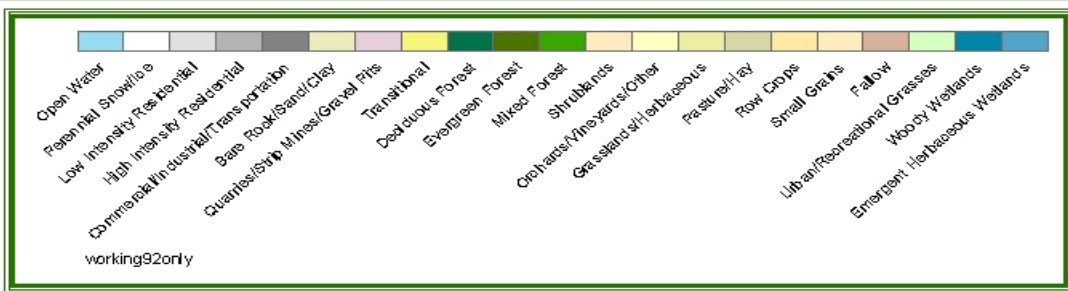 Open Water
Perennial Snow/Ice
Low Intensity Residential
High Intensity Residential
Commercial/Industrial/Transportation
Bare Rook/Sand/Clay
Quarries/Strip Mines/Gravel Pits
Transitional
Deciduous Forest
Evergreen Forest
Mixed Forest
Shrublands
Orchards/Vineyards/Other
Grasslands/Herbaceous
Pasture/Hay
Row Crops
Small Grains
Fallow
Urban/Recreational Grasses
Woody Wetlands
Emergent Herbaceous Wetlands
working92only